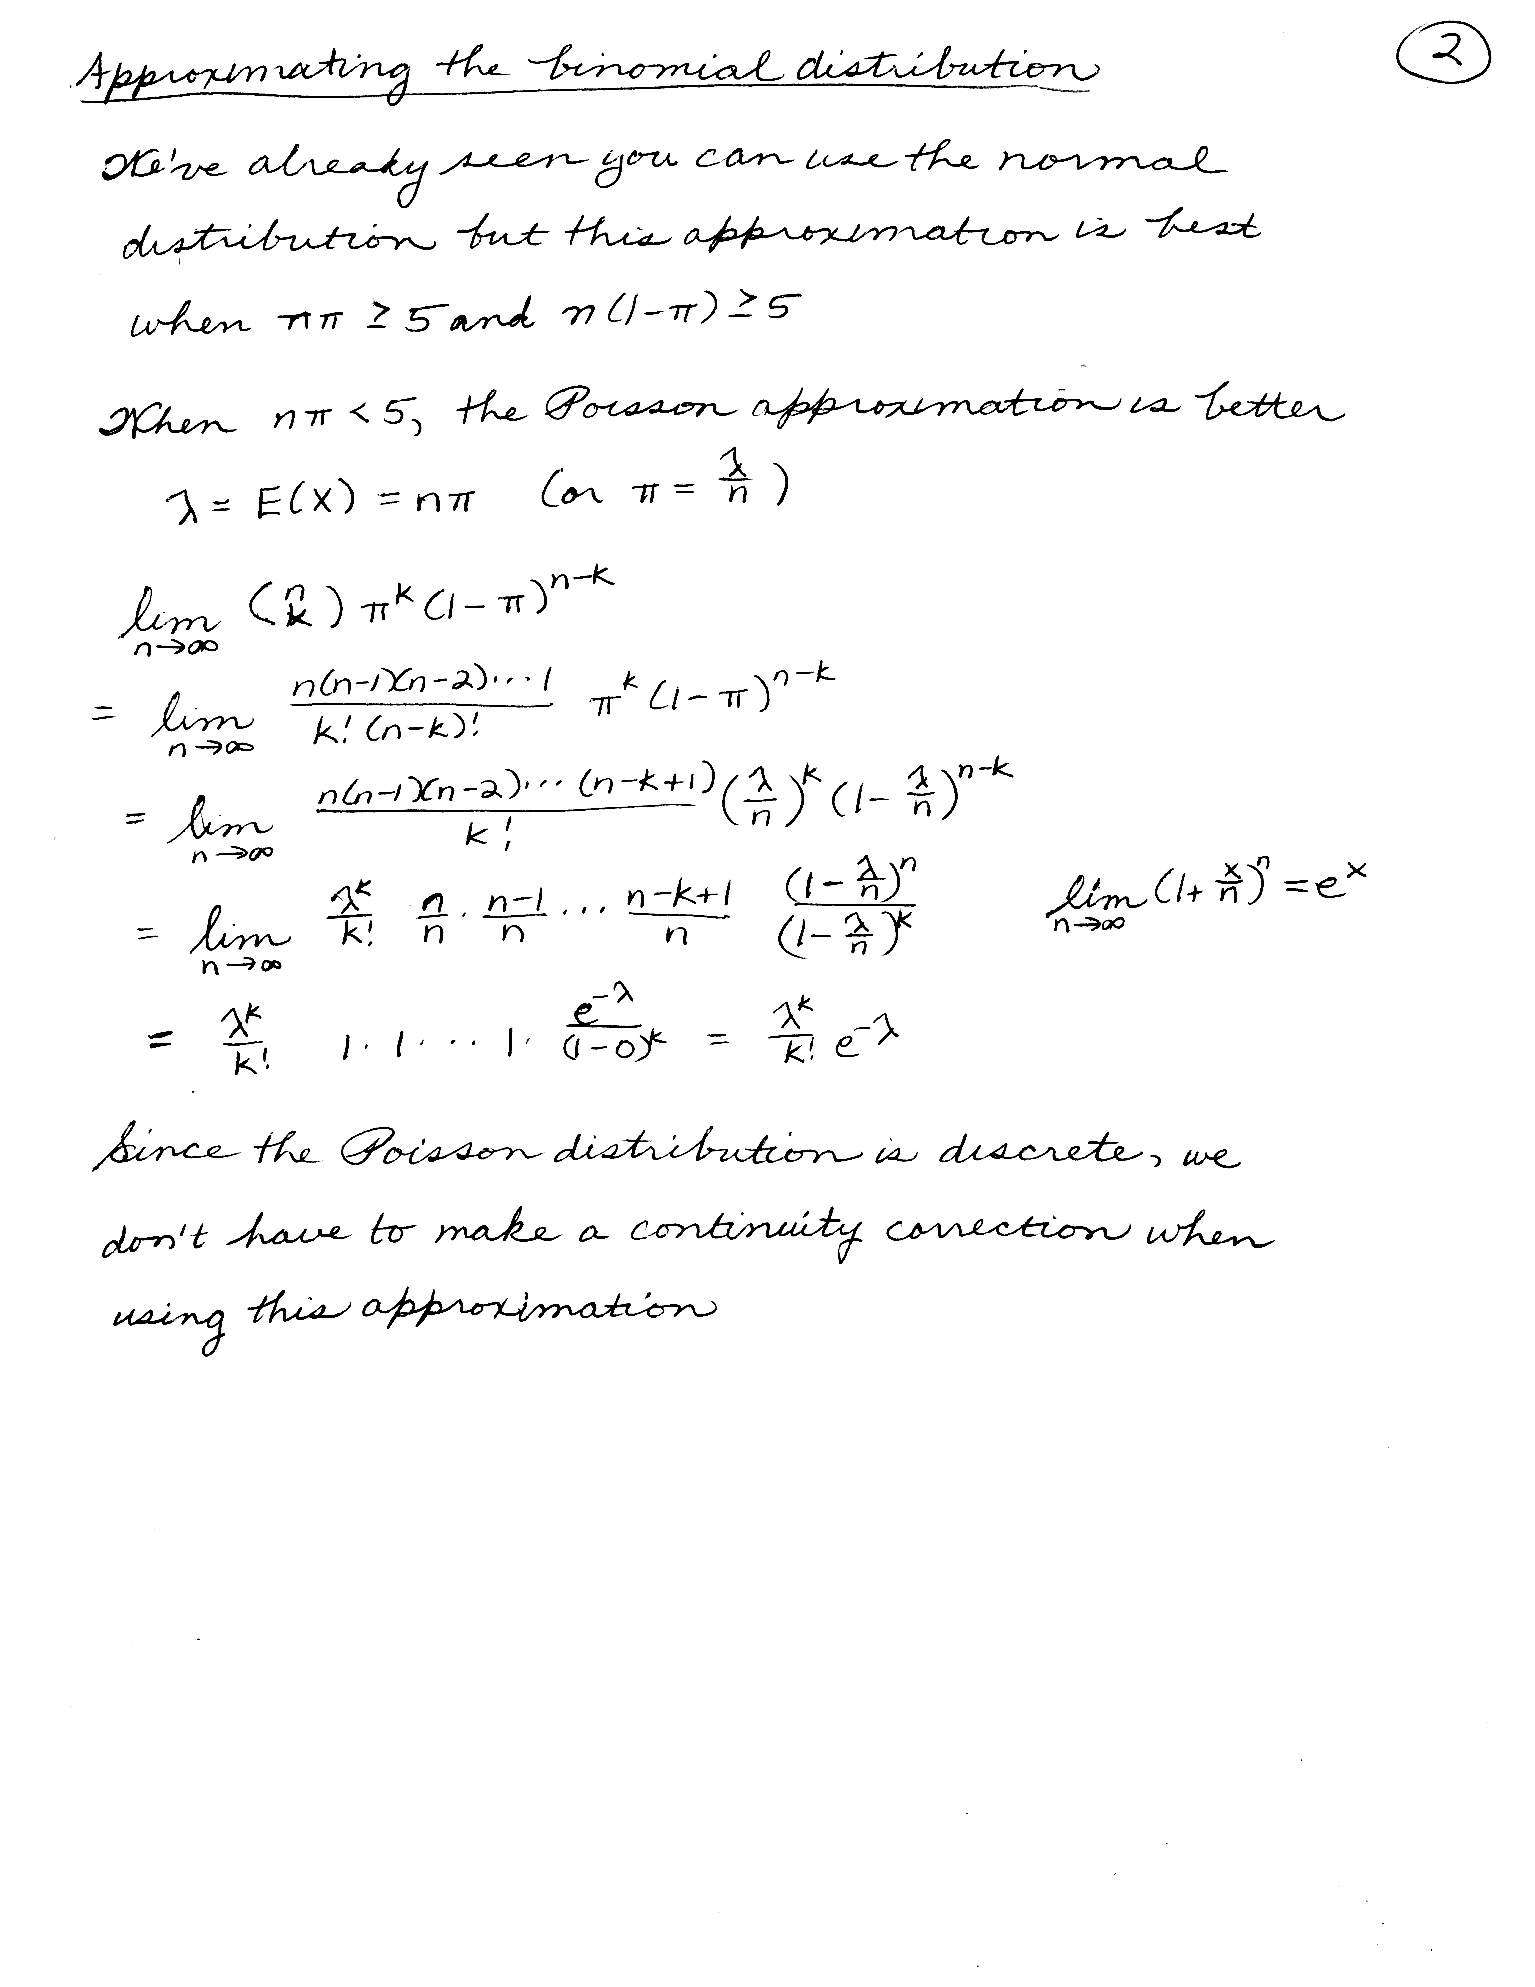 Approximating the binomial distribution
2
We've already seen you can use the normal
distribution but this approximation is best
when nπ ≥ 5 and n(1-π) ≥ 5
When nπ < 5, the Poisson approximation is better
λ = E(X) = nπ (or π = λ/n)
lim n→∞ (n k) π^k (1-π)^(n-k)
= lim n→∞ n(n-1)(n-2)...1 / k!(n-k)! π^k (1-π)^(n-k)
= lim n→∞ n(n-1)(n-2)...(n-k+1) / k! (λ/n)^k (1-λ/n)^(n-k)
= lim n→∞ λ^k/k! n/n · n-1/n ... n-k+1/n (1-λ/n)^n / (1-λ/n)^k lim n→∞ (1+x/n)^n = e^x
= λ^k/k! 1·1·...1· e^-λ/(1-0)^k = λ^k/k! e^-λ
Since the Poisson distribution is discrete, we
don't have to make a continuity correction when
using this approximation